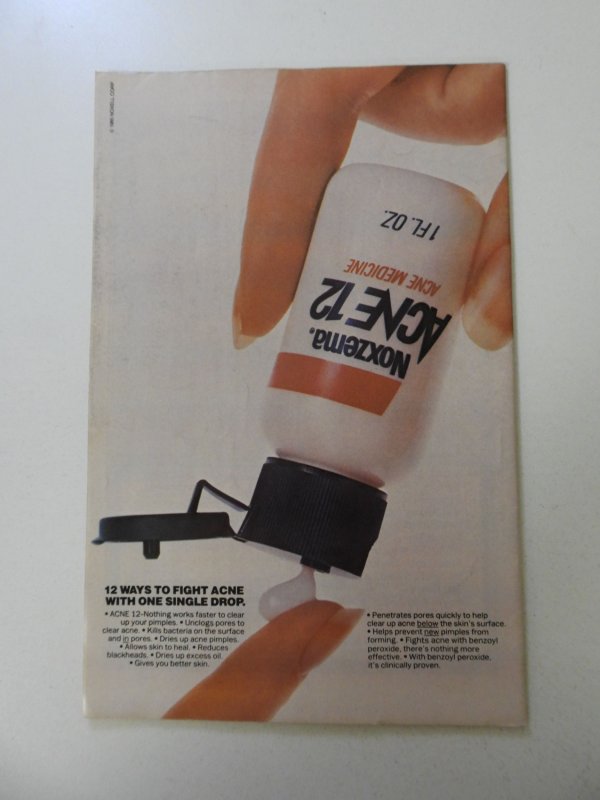 © 1985 NOXELL CORP.
1 FL. OZ.
ACNE MEDICINE
ACNE 12
Noxzema®
12 WAYS TO FIGHT ACNE
WITH ONE SINGLE DROP.
• ACNE 12-Nothing works faster to clear
up your pimples. • Unclogs pores to
clear acne. • Kills bacteria on the surface
and in pores. • Dries up acne pimples.
• Allows skin to heal. • Reduces
blackheads. • Dries up excess oil.
• Gives you better skin.
• Penetrates pores quickly to help
clear up acne below the skin's surface.
• Helps prevent new pimples from
forming. • Fights acne with benzoyl
peroxide, there's nothing more
effective. • With benzoyl peroxide,
it's clinically proven.